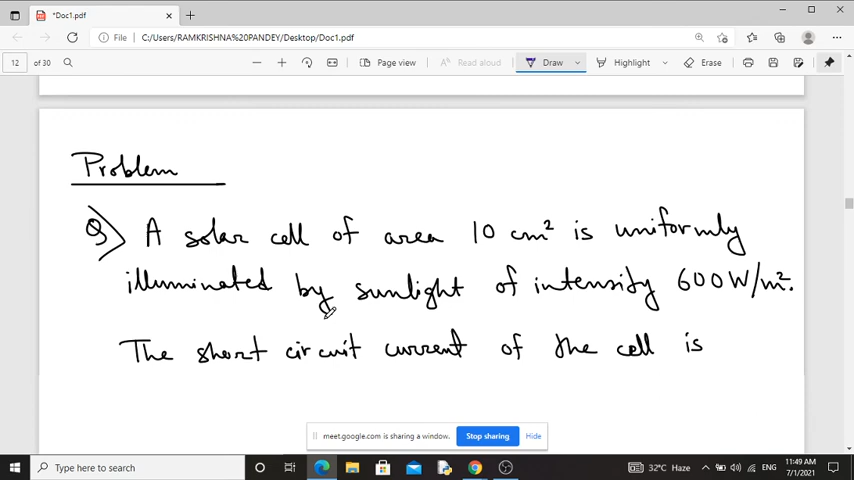 *Doc1.pdf
File C:/Users/RAMKRISHNA%20PANDEY/Desktop/Doc1.pdf
12 of 30 Page view Read aloud Draw Highlight Erase
Problem
Q> A solar cell of area 10 cm² is uniformly
illuminated by sunlight of intensity 600W/m².
The short circuit current of the cell is
meet.google.com is sharing a window. Stop sharing Hide
Type here to search 32°C Haze ENG 11:49 AM
7/1/2021